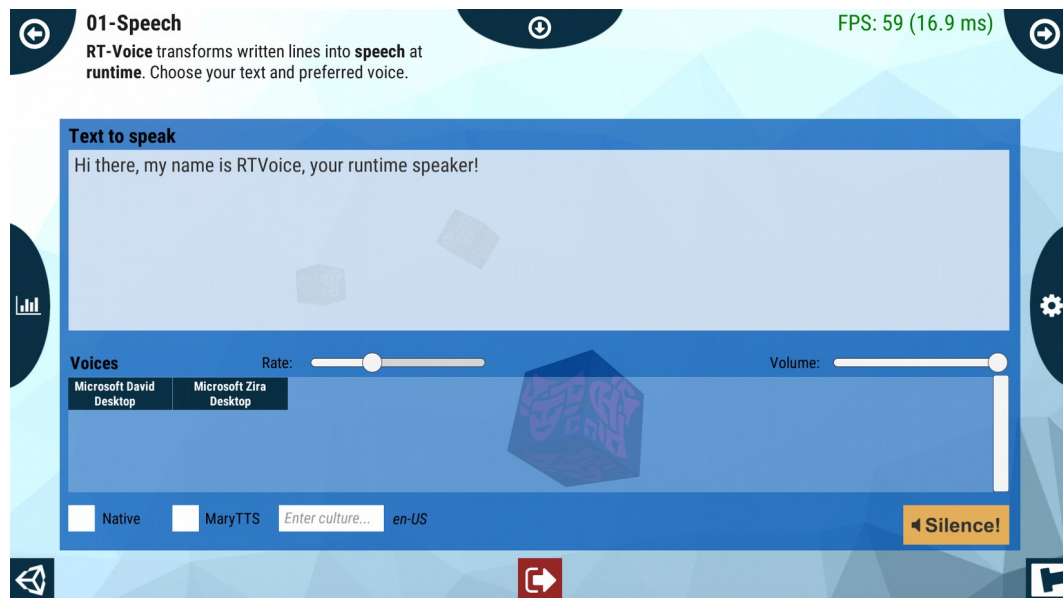 01-Speech
FPS: 59 (16.9 ms)
RT-Voice transforms written lines into speech at
runtime. Choose your text and preferred voice.
Text to speak
Hi there, my name is RTVoice, your runtime speaker!
Voices
Rate:
Volume:
Microsoft David
Desktop
Microsoft Zira
Desktop
Native
MaryTTS
Enter culture...
en-US
Silence!